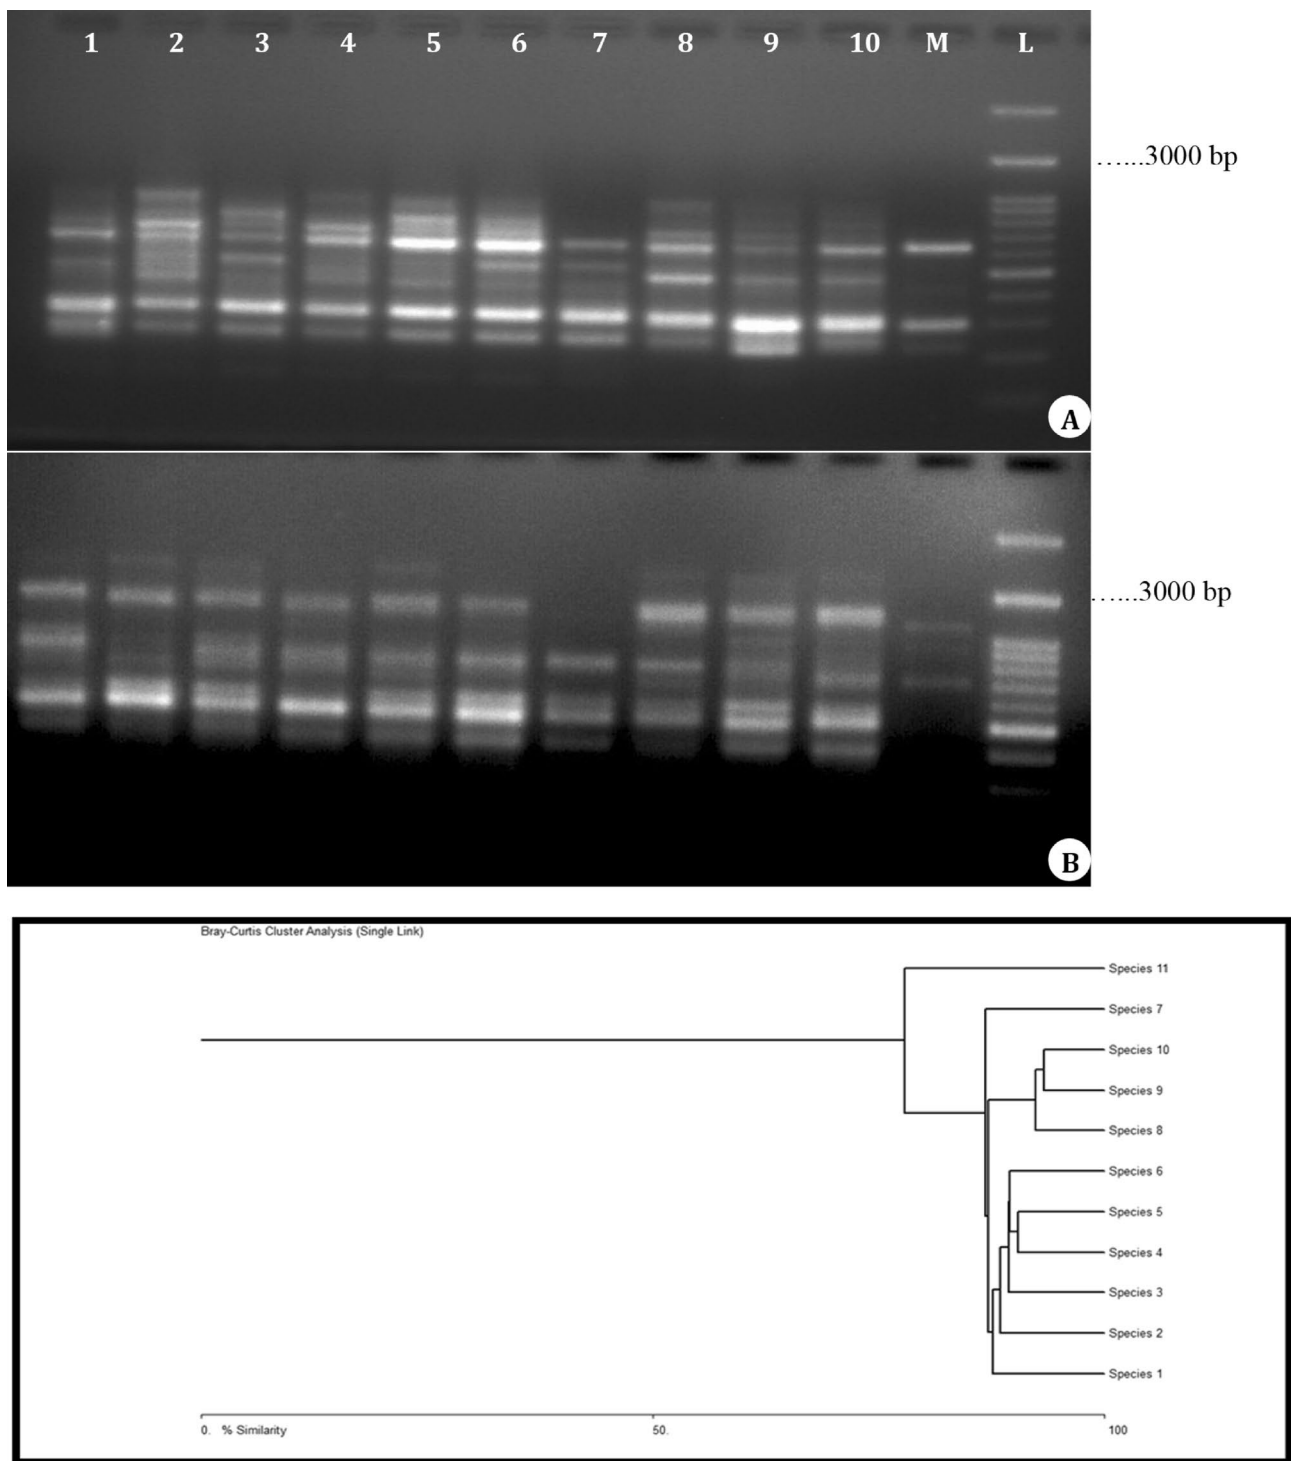 1 2 3 4 5 6 7 8 9 10 M L
.......3000 bp
A
.......3000 bp
B
Bray-Curtis Cluster Analysis (Single Link)
Species 11
Species 7
Species 10
Species 9
Species 8
Species 6
Species 5
Species 4
Species 3
Species 2
Species 1
0. % Similarity 50. 100